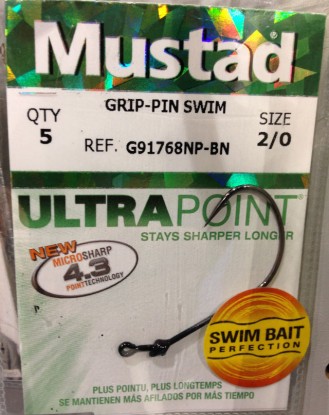 Mustad®
GRIP-PIN SWIM
QTY
5
REF. G91768NP-BN
SIZE
2/0
ULTRAPOINT®
STAYS SHARPER LONGER
NEW
MICROSHARP
4.3
POINT TECHNOLOGY
SWIM BAIT
PERFECTION
PLUS POINTU, PLUS LONGTEMPS
SE MANTIENEN MÁS AFILADOS POR MÁS TIEMPO